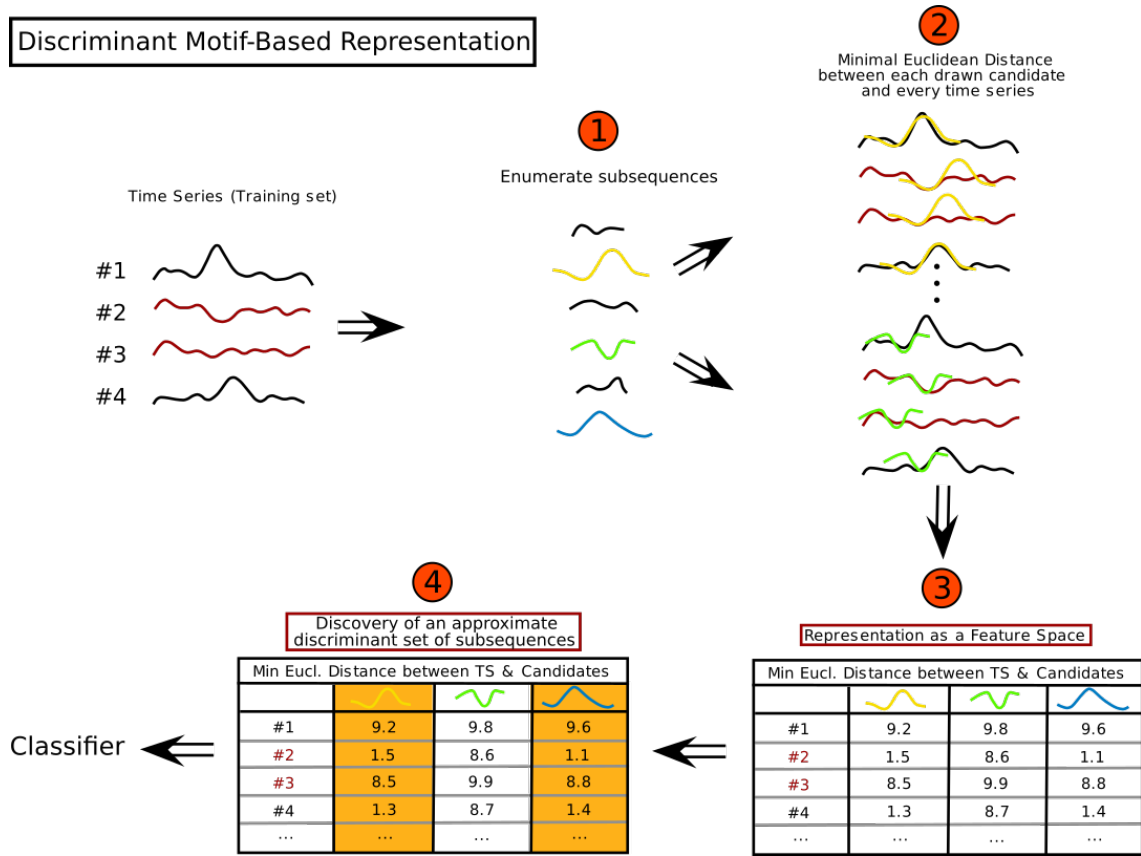 Discriminant Motif-Based Representation
Time Series (Training set)
#1
#2
#3
#4
1
Enumerate subsequences
2
Minimal Euclidean Distance
between each drawn candidate
and every time series
3
Representation as a Feature Space
Min Eucl. Distance between TS & Candidates
#1 9.2 9.8 9.6
#2 1.5 8.6 1.1
#3 8.5 9.9 8.8
#4 1.3 8.7 1.4
... ... ... ...
4
Discovery of an approximate
discriminant set of subsequences
Min Eucl. Distance between TS & Candidates
#1 9.2 9.8 9.6
#2 1.5 8.6 1.1
#3 8.5 9.9 8.8
#4 1.3 8.7 1.4
... ... ... ...
Classifier